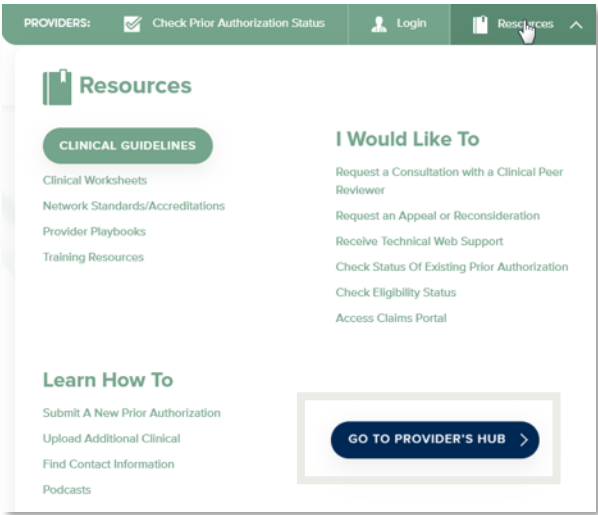 PROVIDERS:
Check Prior Authorization Status
Login
Resources
Resources
CLINICAL GUIDELINES
Clinical Worksheets
Network Standards/Accreditations
Provider Playbooks
Training Resources
I Would Like To
Request a Consultation with a Clinical Peer
Reviewer
Request an Appeal or Reconsideration
Receive Technical Web Support
Check Status Of Existing Prior Authorization
Check Eligibility Status
Access Claims Portal
Learn How To
Submit A New Prior Authorization
Upload Additional Clinical
Find Contact Information
Podcasts
GO TO PROVIDER'S HUB